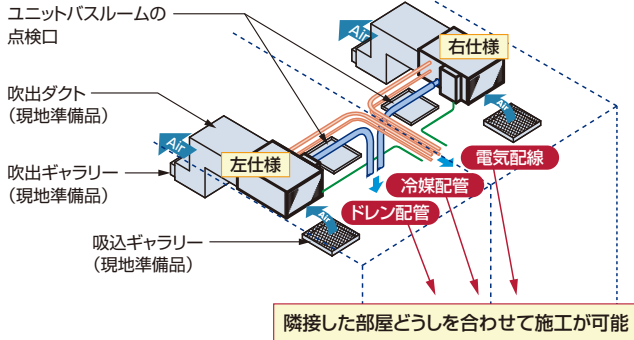 ユニットバスルームの
点検口
Air
右仕様
吹出ダクト
（現地準備品）
Air
左仕様
Air
電気配線
吹出ギャラリー
（現地準備品）
冷媒配管
ドレン配管
Air
吸込ギャラリー
（現地準備品）
隣接した部屋どうしを合わせて施工が可能